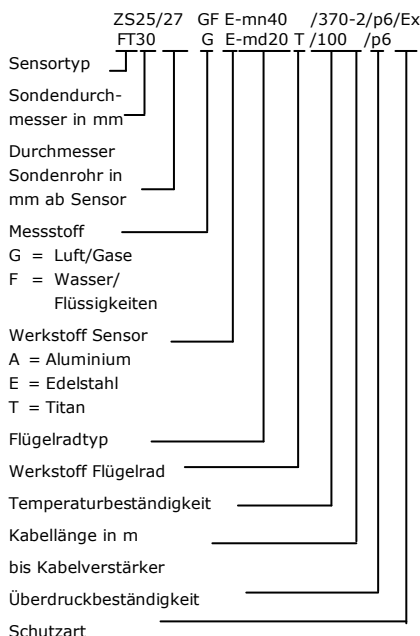 ZS25/27 GF E-mn40 /370-2/p6/Ex
FT30 G E-md20 T /100 /p6
Sensortyp
Sondendurch-
messer in mm
Durchmesser
Sondenrohr in
mm ab Sensor
Messstoff
G = Luft/Gase
F = Wasser/
Flüssigkeiten
Werkstoff Sensor
A = Aluminium
E = Edelstahl
T = Titan
Flügelradtyp
Werkstoff Flügelrad
Temperaturbeständigkeit
Kabellänge in m
bis Kabelverstärker
Überdruckbeständigkeit
Schutzart